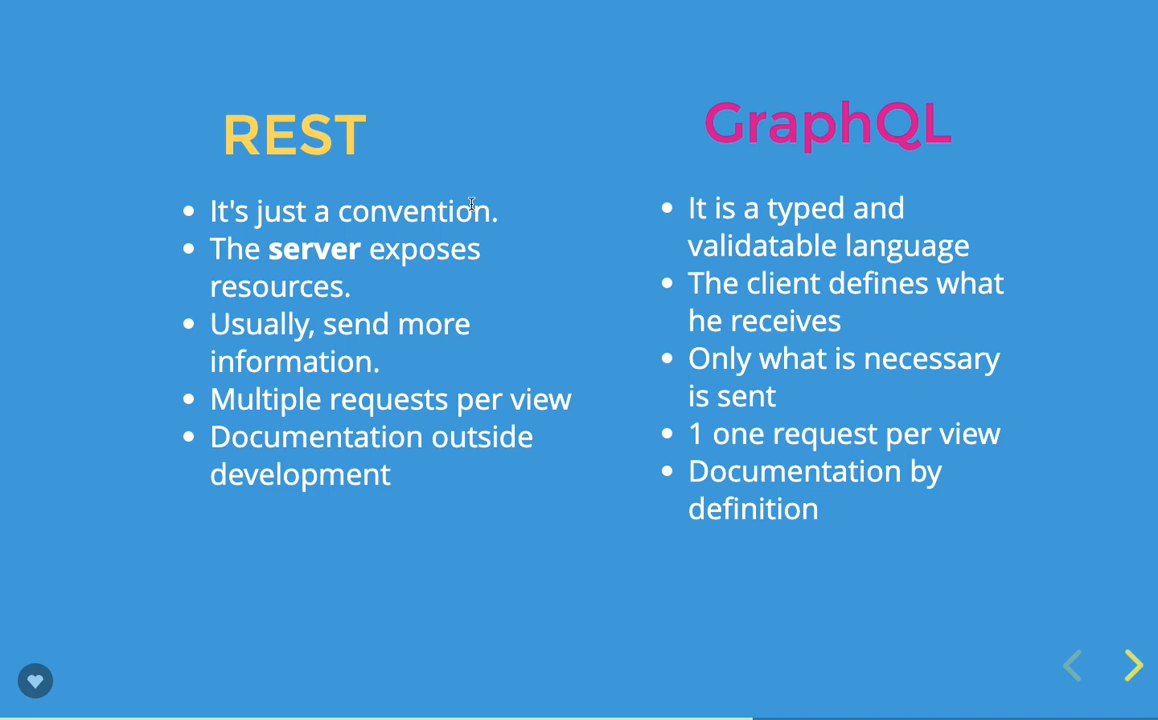 REST
• It's just a convention.
• The server exposes
resources.
• Usually, send more
information.
• Multiple requests per view
• Documentation outside
development
GraphQL
• It is a typed and
validatable language
• The client defines what
he receives
• Only what is necessary
is sent
• 1 one request per view
• Documentation by
definition